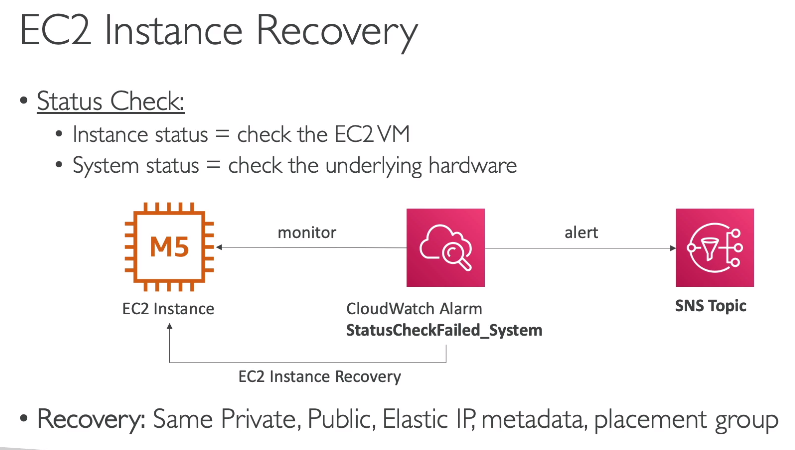 EC2 Instance Recovery
• Status Check:
• Instance status = check the EC2 VM
• System status = check the underlying hardware
M5
monitor
alert
EC2 Instance
CloudWatch Alarm
StatusCheckFailed_System
SNS Topic
EC2 Instance Recovery
• Recovery: Same Private, Public, Elastic IP, metadata, placement group